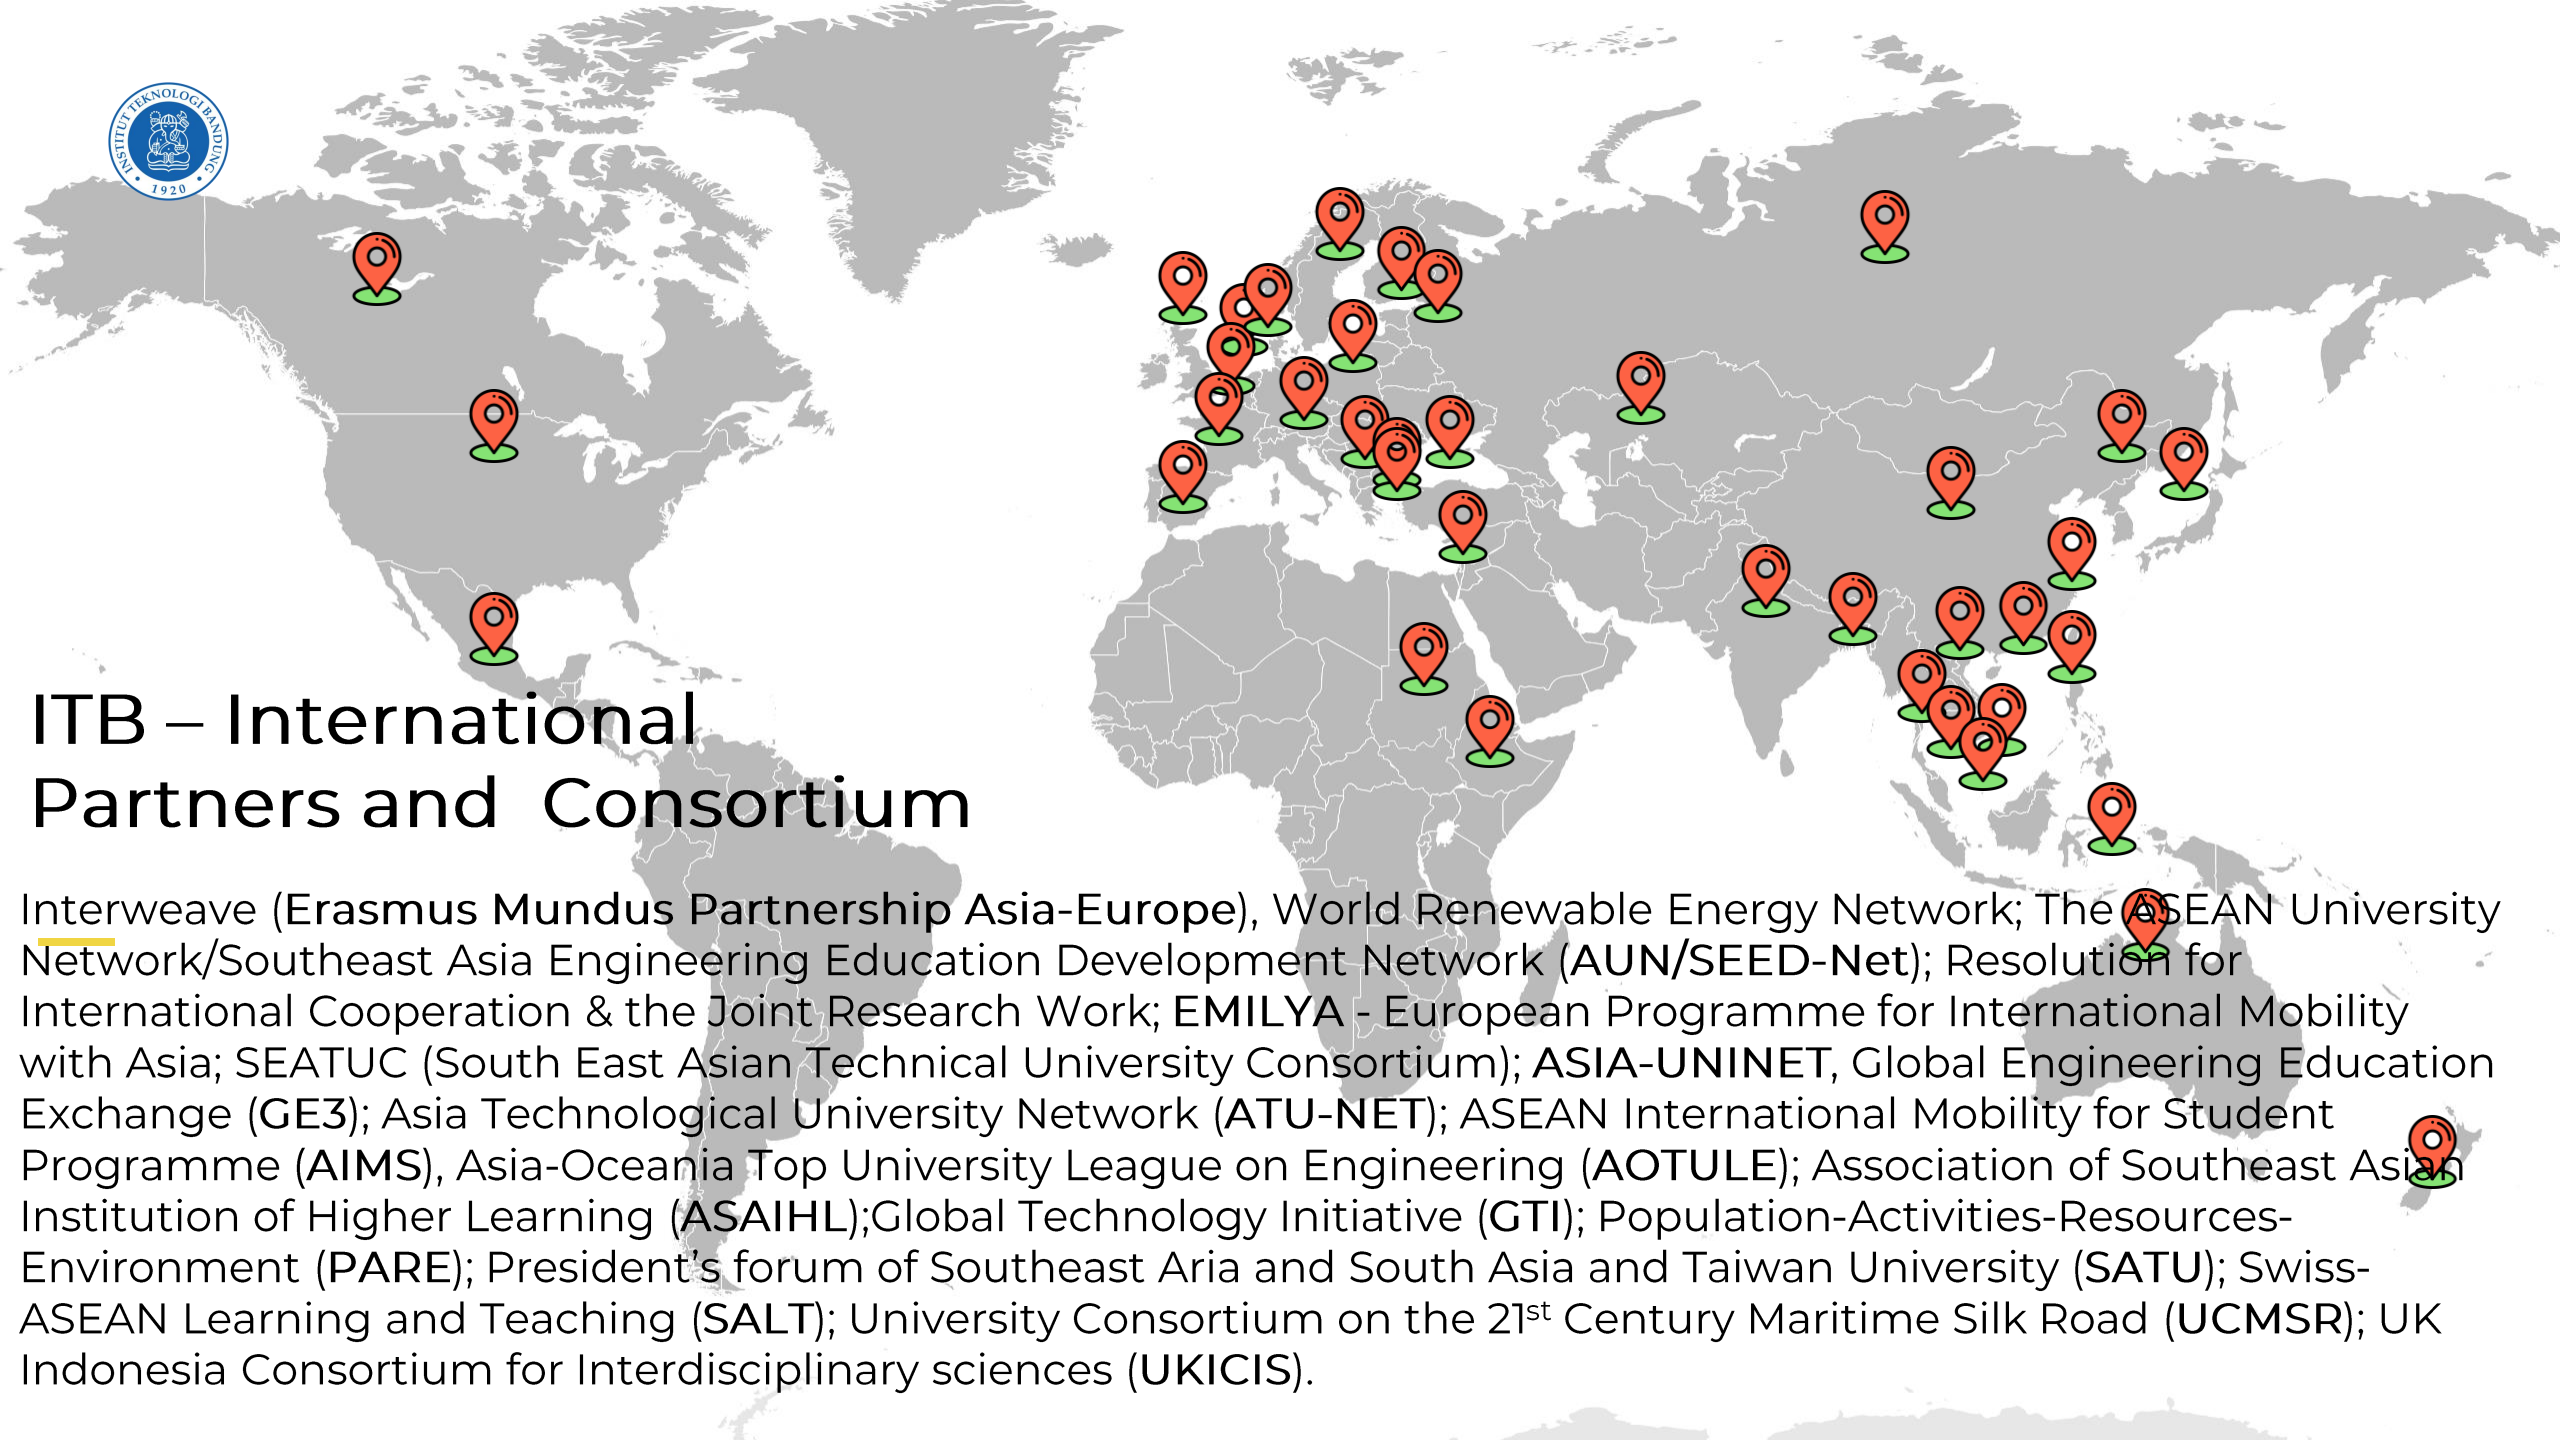 INSTITUT TEKNOLOGI BANDUNG
1920
ITB – International
Partners and Consortium
Interweave (Erasmus Mundus Partnership Asia-Europe), World Renewable Energy Network; The ASEAN University
Network/Southeast Asia Engineering Education Development Network (AUN/SEED-Net); Resolution for
International Cooperation & the Joint Research Work; EMILYA - European Programme for International Mobility
with Asia; SEATUC (South East Asian Technical University Consortium); ASIA-UNINET, Global Engineering Education
Exchange (GE3); Asia Technological University Network (ATU-NET); ASEAN International Mobility for Student
Programme (AIMS), Asia-Oceania Top University League on Engineering (AOTULE); Association of Southeast Asian
Institution of Higher Learning (ASAIHL);Global Technology Initiative (GTI); Population-Activities-Resources-
Environment (PARE); President’s forum of Southeast Aria and South Asia and Taiwan University (SATU); Swiss-
ASEAN Learning and Teaching (SALT); University Consortium on the 21st Century Maritime Silk Road (UCMSR); UK
Indonesia Consortium for Interdisciplinary sciences (UKICIS).